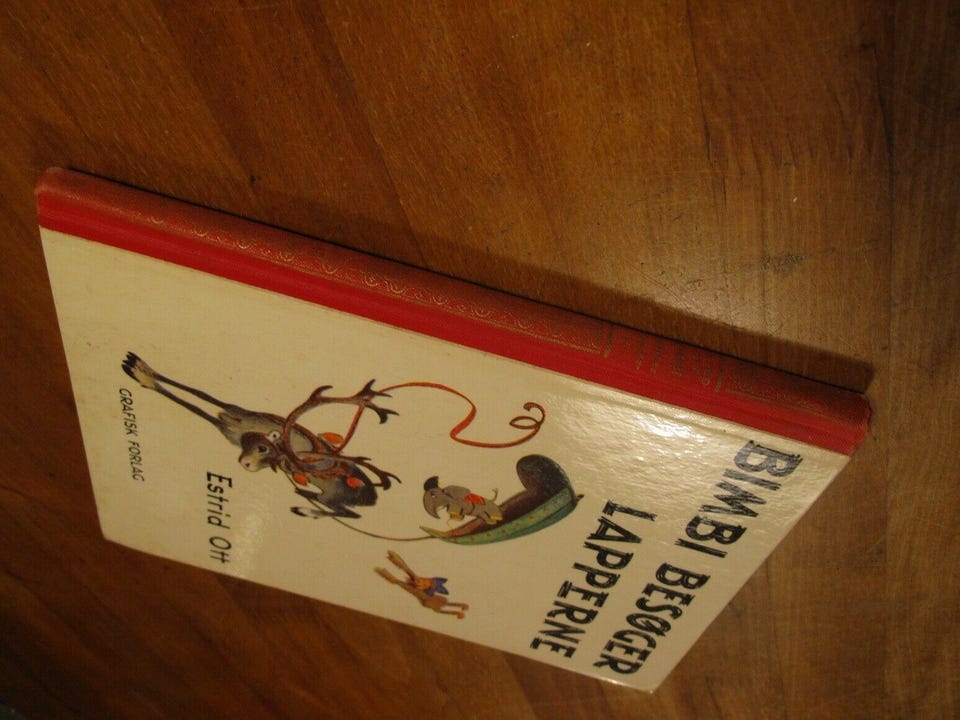 BIMBI BESØGER
LAPPERNE
Estrid Ott
GRAFISK FORLAG